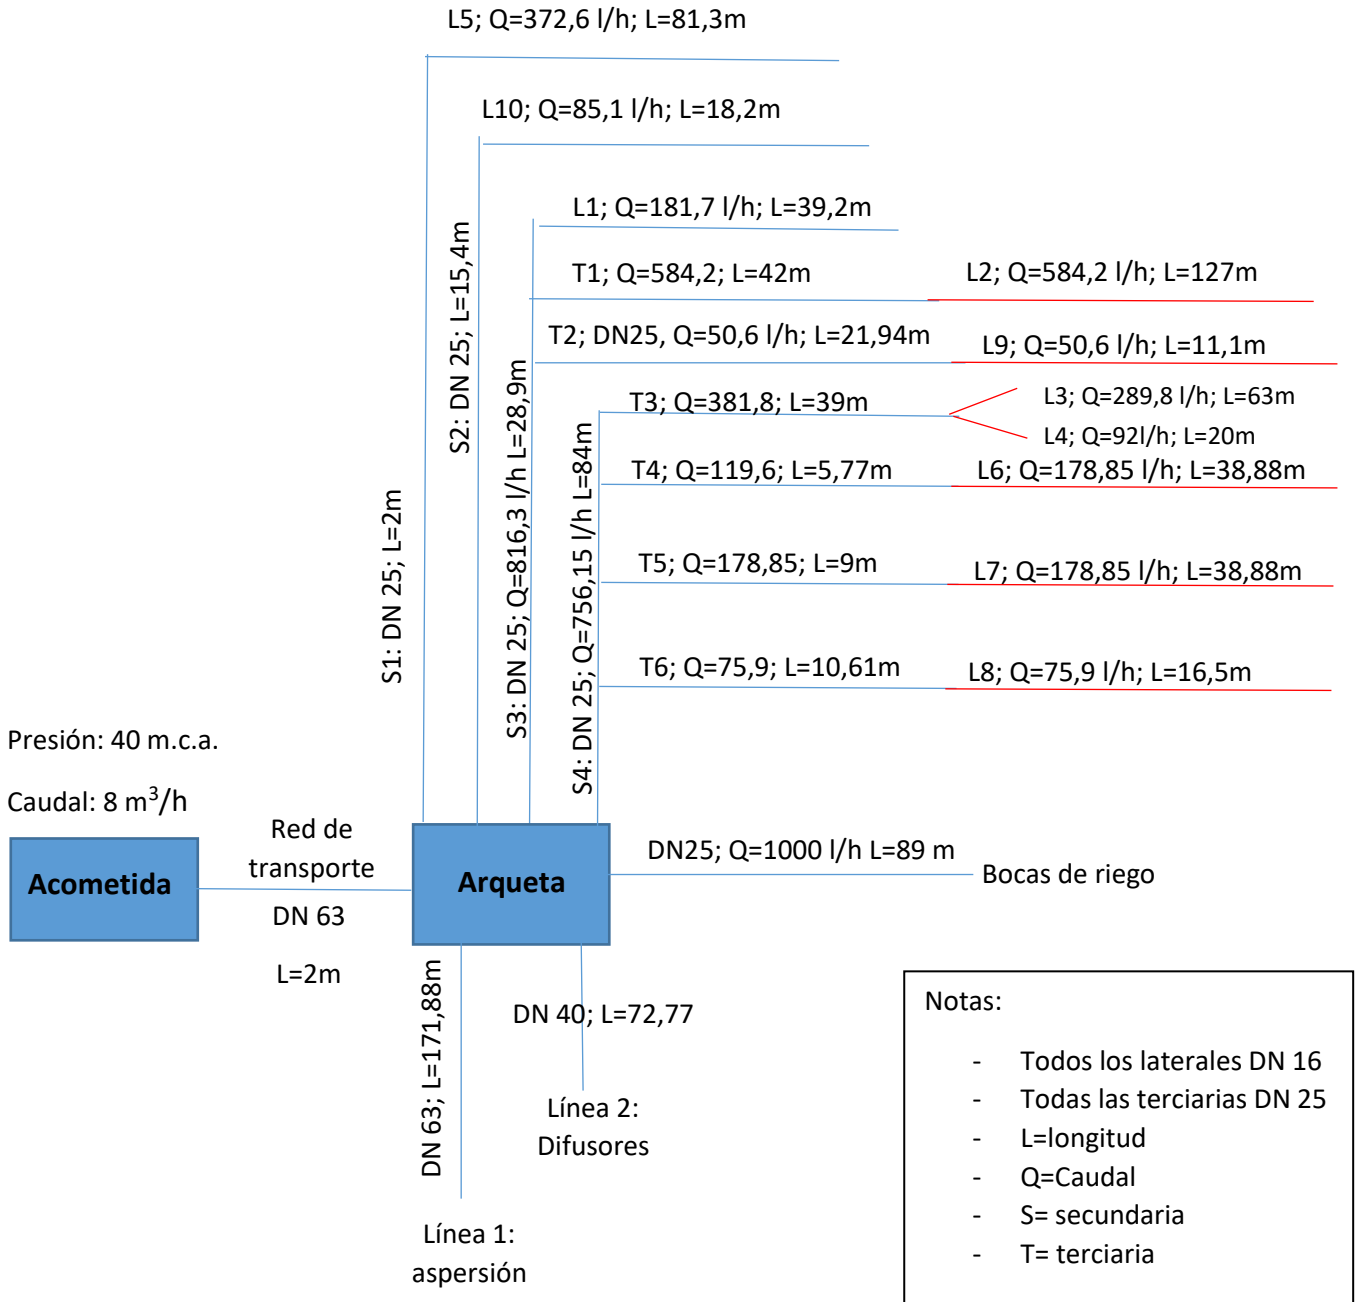 L5; Q=372,6 l/h; L=81,3m
L10; Q=85,1 l/h; L=18,2m
L1; Q=181,7 l/h; L=39,2m
T1; Q=584,2; L=42m
L2; Q=584,2 l/h; L=127m
T2; DN25, Q=50,6 l/h; L=21,94m
L9; Q=50,6 l/h; L=11,1m
T3; Q=381,8; L=39m
L3; Q=289,8 l/h; L=63m
L4; Q=92l/h; L=20m
T4; Q=119,6; L=5,77m
L6; Q=178,85 l/h; L=38,88m
T5; Q=178,85; L=9m
L7; Q=178,85 l/h; L=38,88m
T6; Q=75,9; L=10,61m
L8; Q=75,9 l/h; L=16,5m
S1: DN 25; L=2m
S2: DN 25; L=15,4m
S3: DN 25; Q=816,3 l/h L=28,9m
S4: DN 25; Q=756,15 l/h L=84m
Presión: 40 m.c.a.
Caudal: 8 m³/h
Acometida
Red de
transporte
DN 63
L=2m
Arqueta
DN25; Q=1000 l/h L=89 m
Bocas de riego
DN 63; L=171,88m
DN 40; L=72,77
Línea 2:
Difusores
Línea 1:
aspersión
Notas:
- Todos los laterales DN 16
- Todas las terciarias DN 25
- L=longitud
- Q=Caudal
- S= secundaria
- T= terciaria